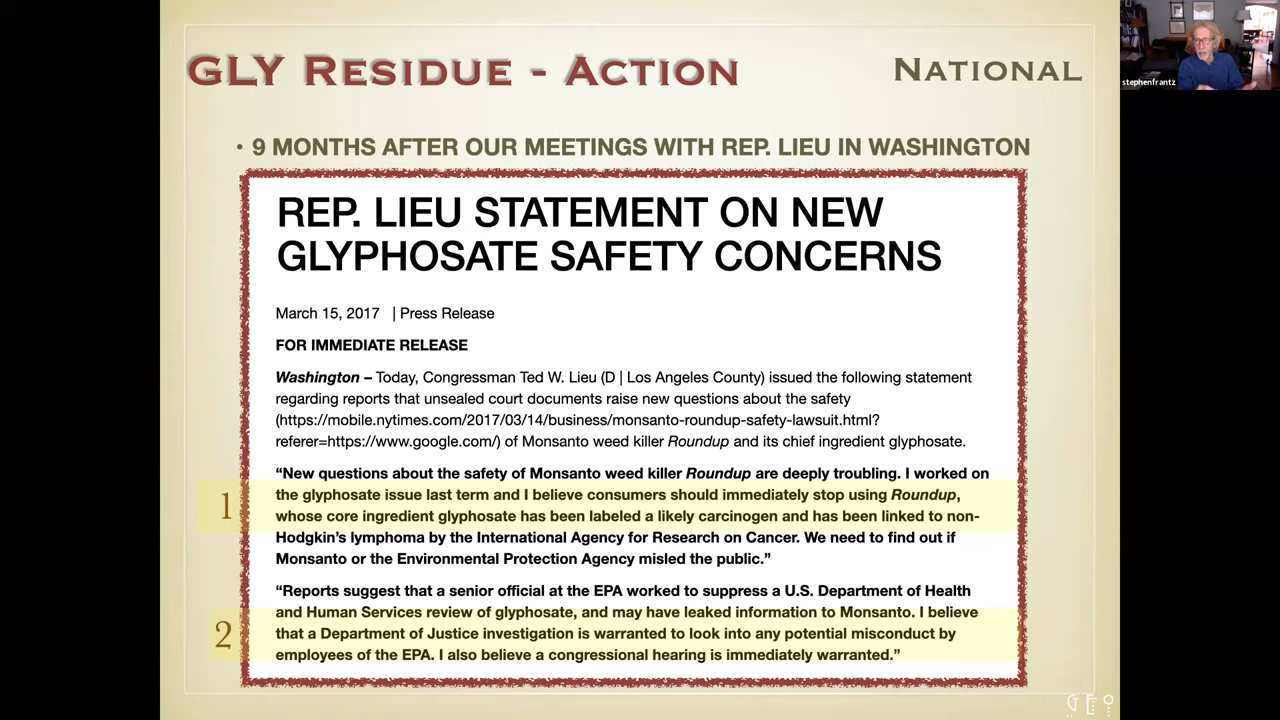 GLY RESIDUE - ACTION
NATIONAL
stephenfrantz
• 9 MONTHS AFTER OUR MEETINGS WITH REP. LIEU IN WASHINGTON
REP. LIEU STATEMENT ON NEW
GLYPHOSATE SAFETY CONCERNS
March 15, 2017 | Press Release
FOR IMMEDIATE RELEASE
Washington – Today, Congressman Ted W. Lieu (D | Los Angeles County) issued the following statement
regarding reports that unsealed court documents raise new questions about the safety
(https://mobile.nytimes.com/2017/03/14/business/monsanto-roundup-safety-lawsuit.html?
referer=https://www.google.com/) of Monsanto weed killer Roundup and its chief ingredient glyphosate.
“New questions about the safety of Monsanto weed killer Roundup are deeply troubling. I worked on
1 the glyphosate issue last term and I believe consumers should immediately stop using Roundup,
whose core ingredient glyphosate has been labeled a likely carcinogen and has been linked to non-
Hodgkin’s lymphoma by the International Agency for Research on Cancer. We need to find out if
Monsanto or the Environmental Protection Agency misled the public.”
“Reports suggest that a senior official at the EPA worked to suppress a U.S. Department of Health
and Human Services review of glyphosate, and may have leaked information to Monsanto. I believe
2 that a Department of Justice investigation is warranted to look into any potential misconduct by
employees of the EPA. I also believe a congressional hearing is immediately warranted.”
GEO